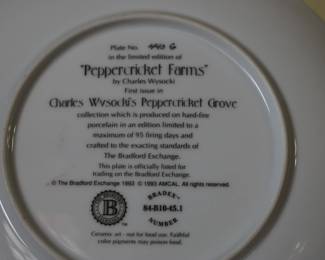 Plate No.
in the limited edition of
"Peppercricket Farms"
by Charles Wysocki
First issue in
Charles Wysocki's Peppercricket Grove
collection which is produced on hard-fire
porcelain in an edition limited to a
maximum of 95 firing days and
crafted to the exacting standards of
The Bradford Exchange.
This plate is officially listed for
trading on the Bradford Exchange.
© The Bradford Exchange 1993 © 1993 AMCAL. All rights reserved.
B
BRADEX™
84-B10-45.1
NUMBER
Ceramic art - not for food use. Faithful
color pigments may poison food.